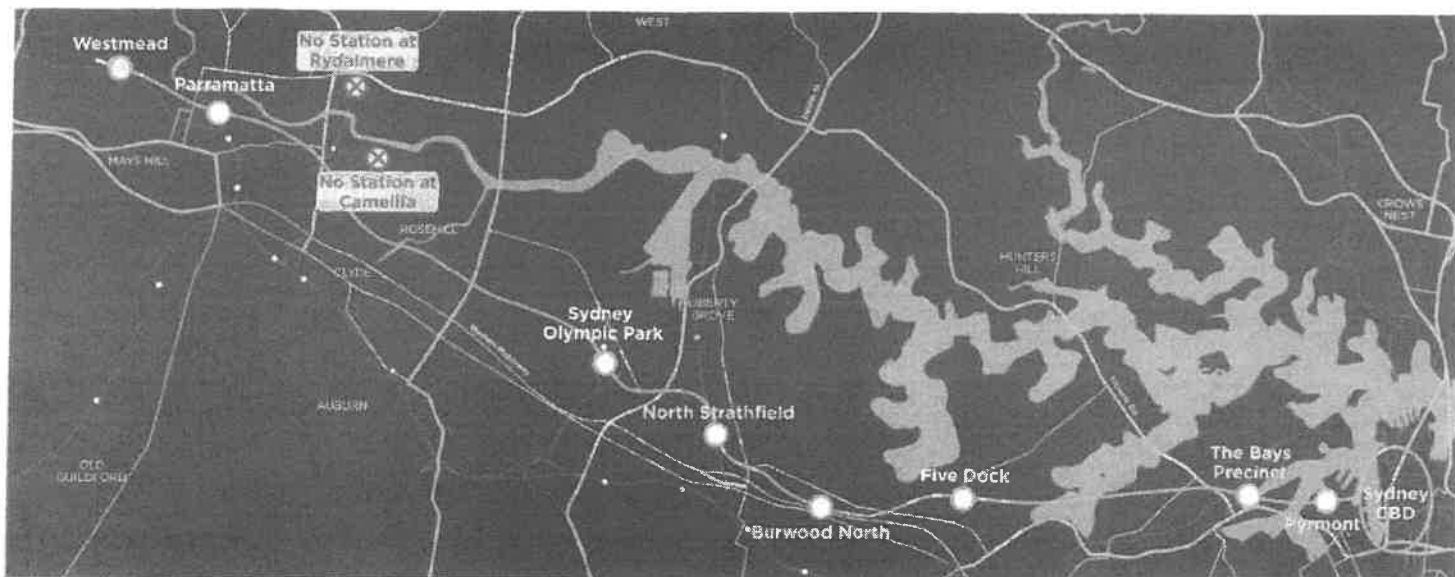 WEST
Westmead
No Station at
Rydalmere
Parramatta
MAYS HILL
No Station at
Camellia
CROWS
NEST
ROSEHILL
CLYDE
HUNTERS
HILL
LIBERTY
GROVE
Sydney
Olympic Park
AUBURN
North Strathfield
OLD
GUILDFORD
Five Dock
The Bays
Precinct
Sydney
CBD
Pyrmont
Burwood North